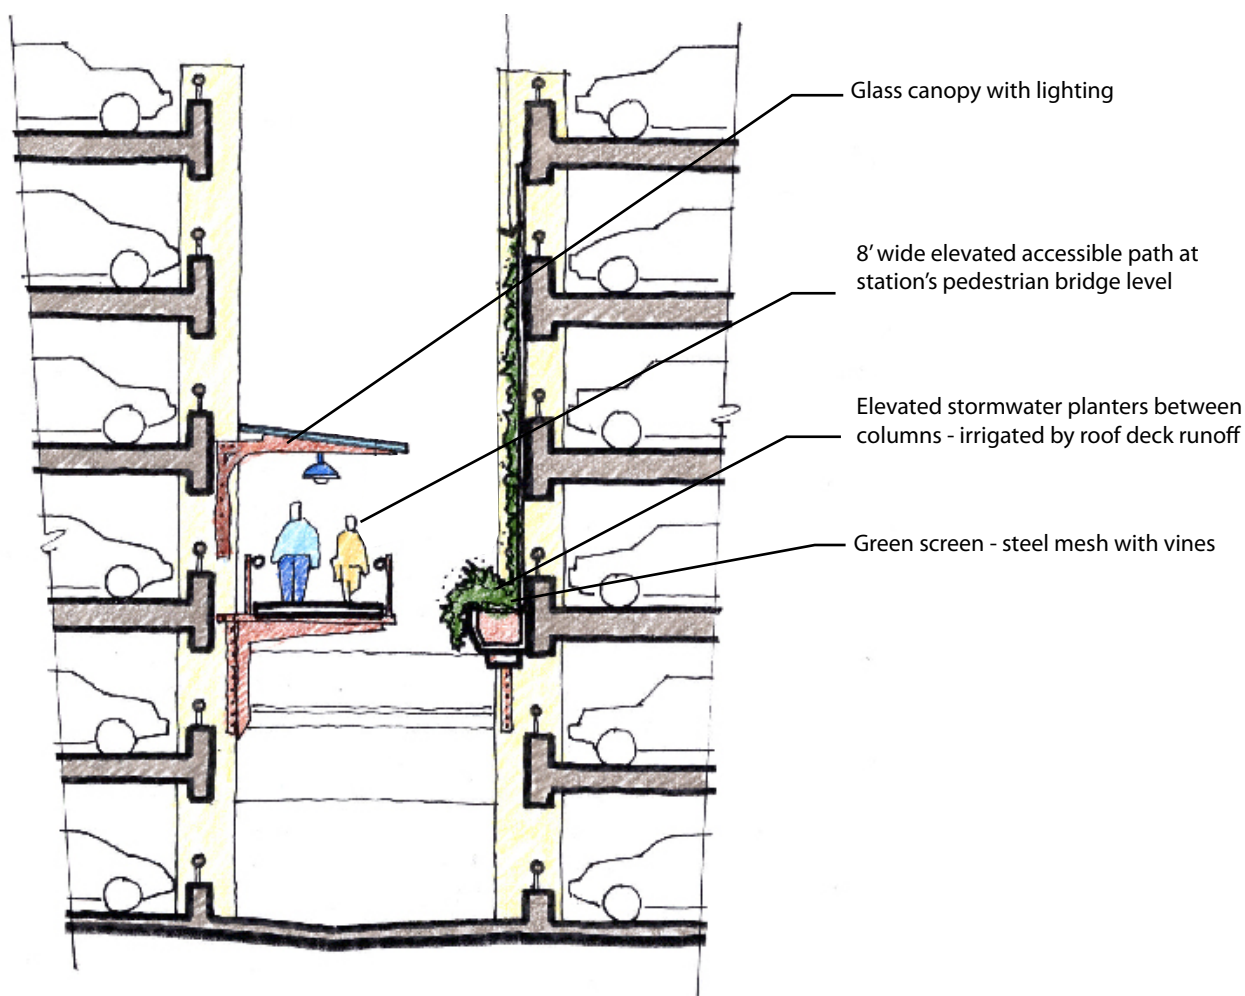 Glass canopy with lighting
8’ wide elevated accessible path at
station’s pedestrian bridge level
Elevated stormwater planters between
columns - irrigated by roof deck runoff
Green screen - steel mesh with vines